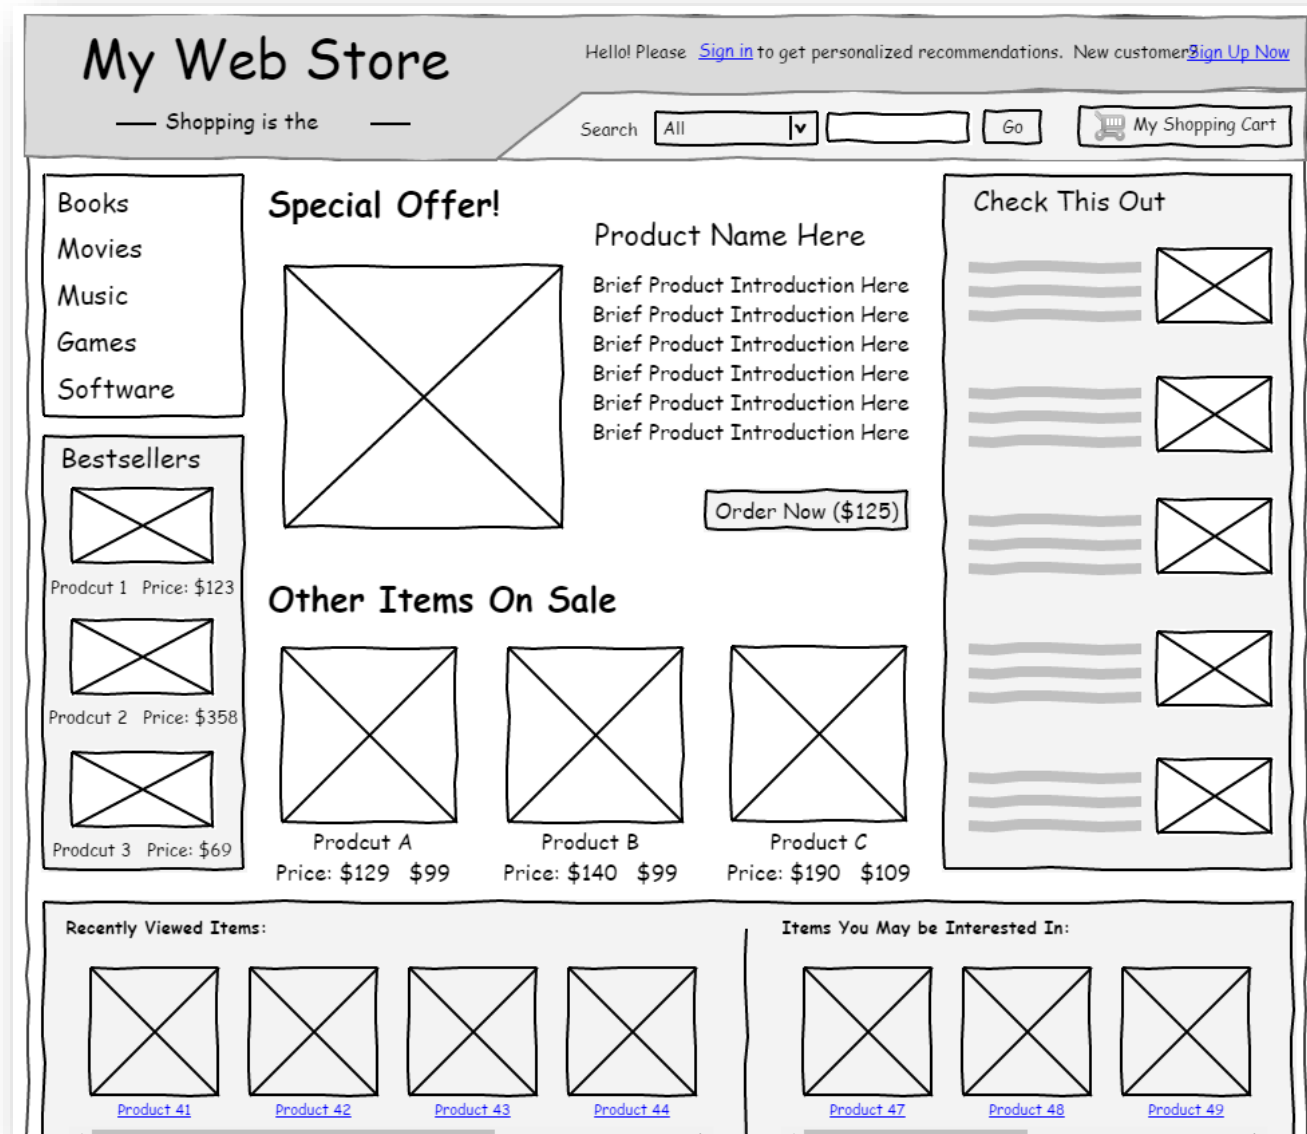 My Web Store
Hello! Please Sign in to get personalized recommendations. New customer? Sign Up Now
Shopping is the
Search All Go My Shopping Cart
Books
Movies
Music
Games
Software
Bestsellers
Prodcut 1 Price: $123
Prodcut 2 Price: $358
Prodcut 3 Price: $69
Special Offer!
Product Name Here
Brief Product Introduction Here
Brief Product Introduction Here
Brief Product Introduction Here
Brief Product Introduction Here
Brief Product Introduction Here
Brief Product Introduction Here
Order Now ($125)
Other Items On Sale
Prodcut A
Price: $129 $99
Product B
Price: $140 $99
Product C
Price: $190 $109
Check This Out
Recently Viewed Items:
Product 41 Product 42 Product 43 Product 44
Items You May be Interested In:
Product 47 Product 48 Product 49